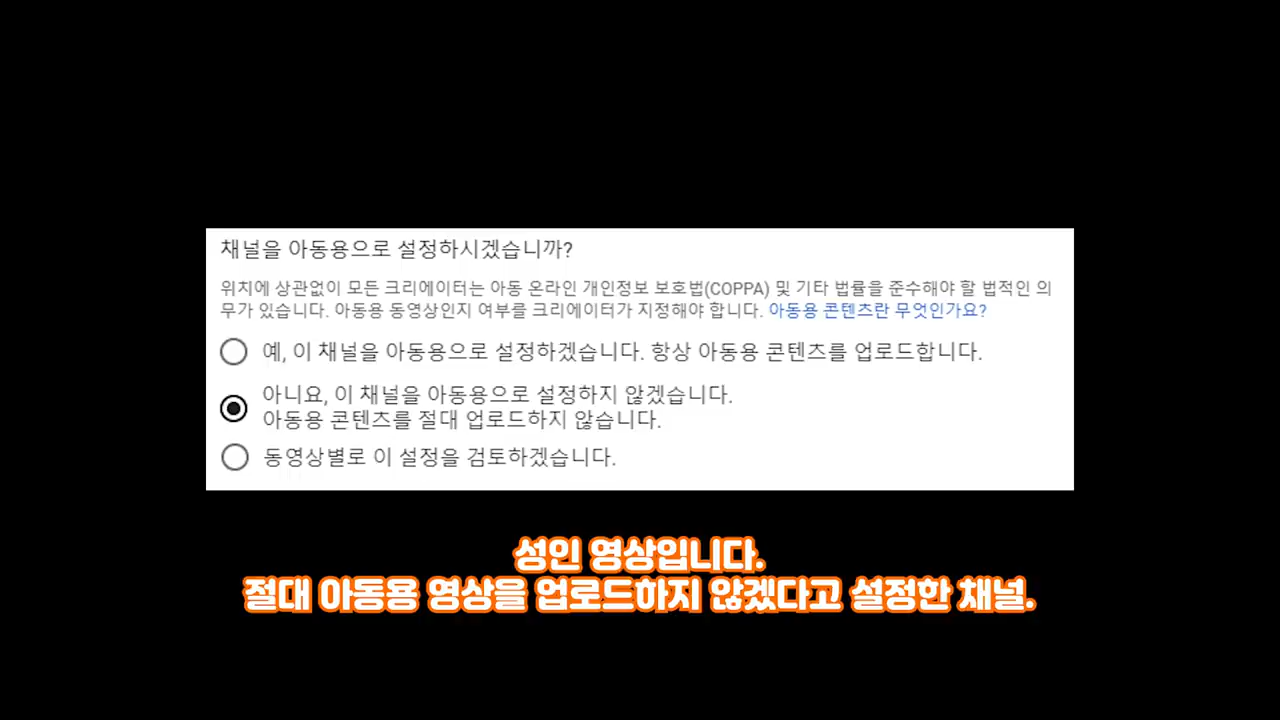 채널을 아동용으로 설정하시겠습니까?
위치에 상관없이 모든 크리에이터는 아동 온라인 개인정보 보호법(COPPA) 및 기타 법률을 준수해야 할 법적인 의
무가 있습니다. 아동용 동영상인지 여부를 크리에이터가 지정해야 합니다. 아동용 콘텐츠란 무엇인가요?
예, 이 채널을 아동용으로 설정하겠습니다. 항상 아동용 콘텐츠를 업로드합니다.
아니요, 이 채널을 아동용으로 설정하지 않겠습니다.
아동용 콘텐츠를 절대 업로드하지 않습니다.
동영상별로 이 설정을 검토하겠습니다.
성인 영상입니다.
절대 아동용 영상을 업로드하지 않겠다고 설정한 채널.